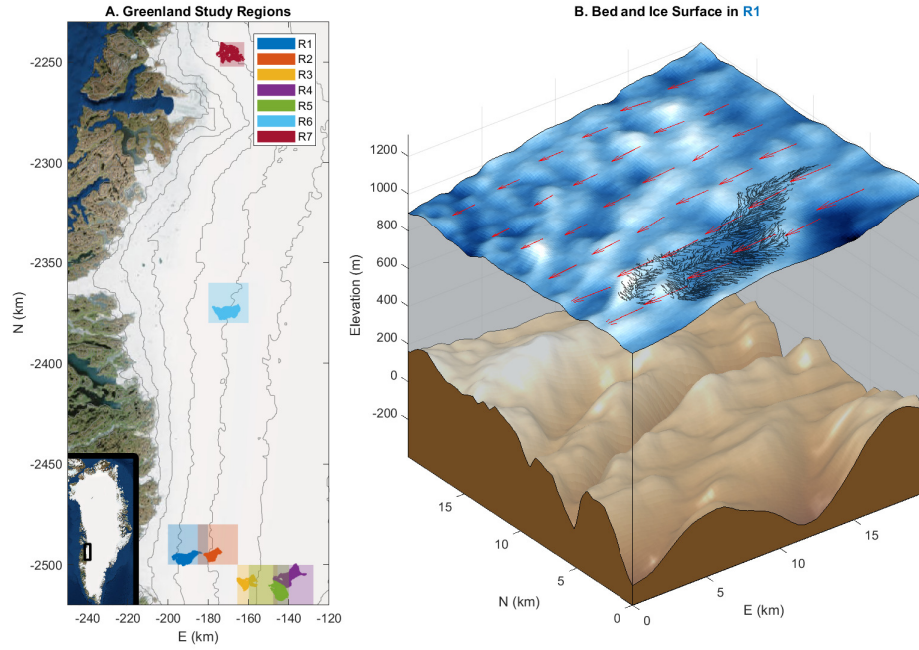 A. Greenland Study Regions
R1
R2
R3
R4
R5
R6
R7
-2250
-2300
-2350
-2400
-2450
-2500
N (km)
-240 -220 -200 -180 -160 -140 -120
E (km)
B. Bed and Ice Surface in R1
1200
1000
800
600
400
200
0
-200
Elevation (m)
15
10
5
0
N (km)
0
5
10
15
E (km)